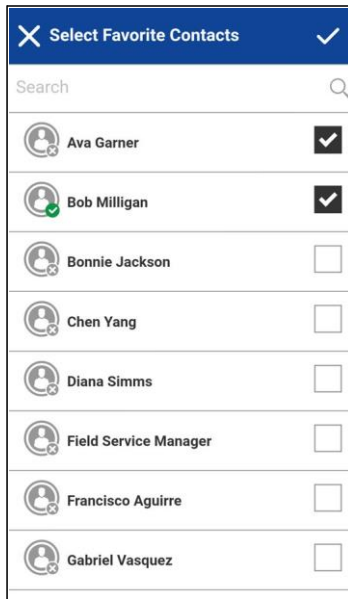 Select Favorite Contacts
Search
Ava Garner
Bob Milligan
Bonnie Jackson
Chen Yang
Diana Simms
Field Service Manager
Francisco Aguirre
Gabriel Vasquez